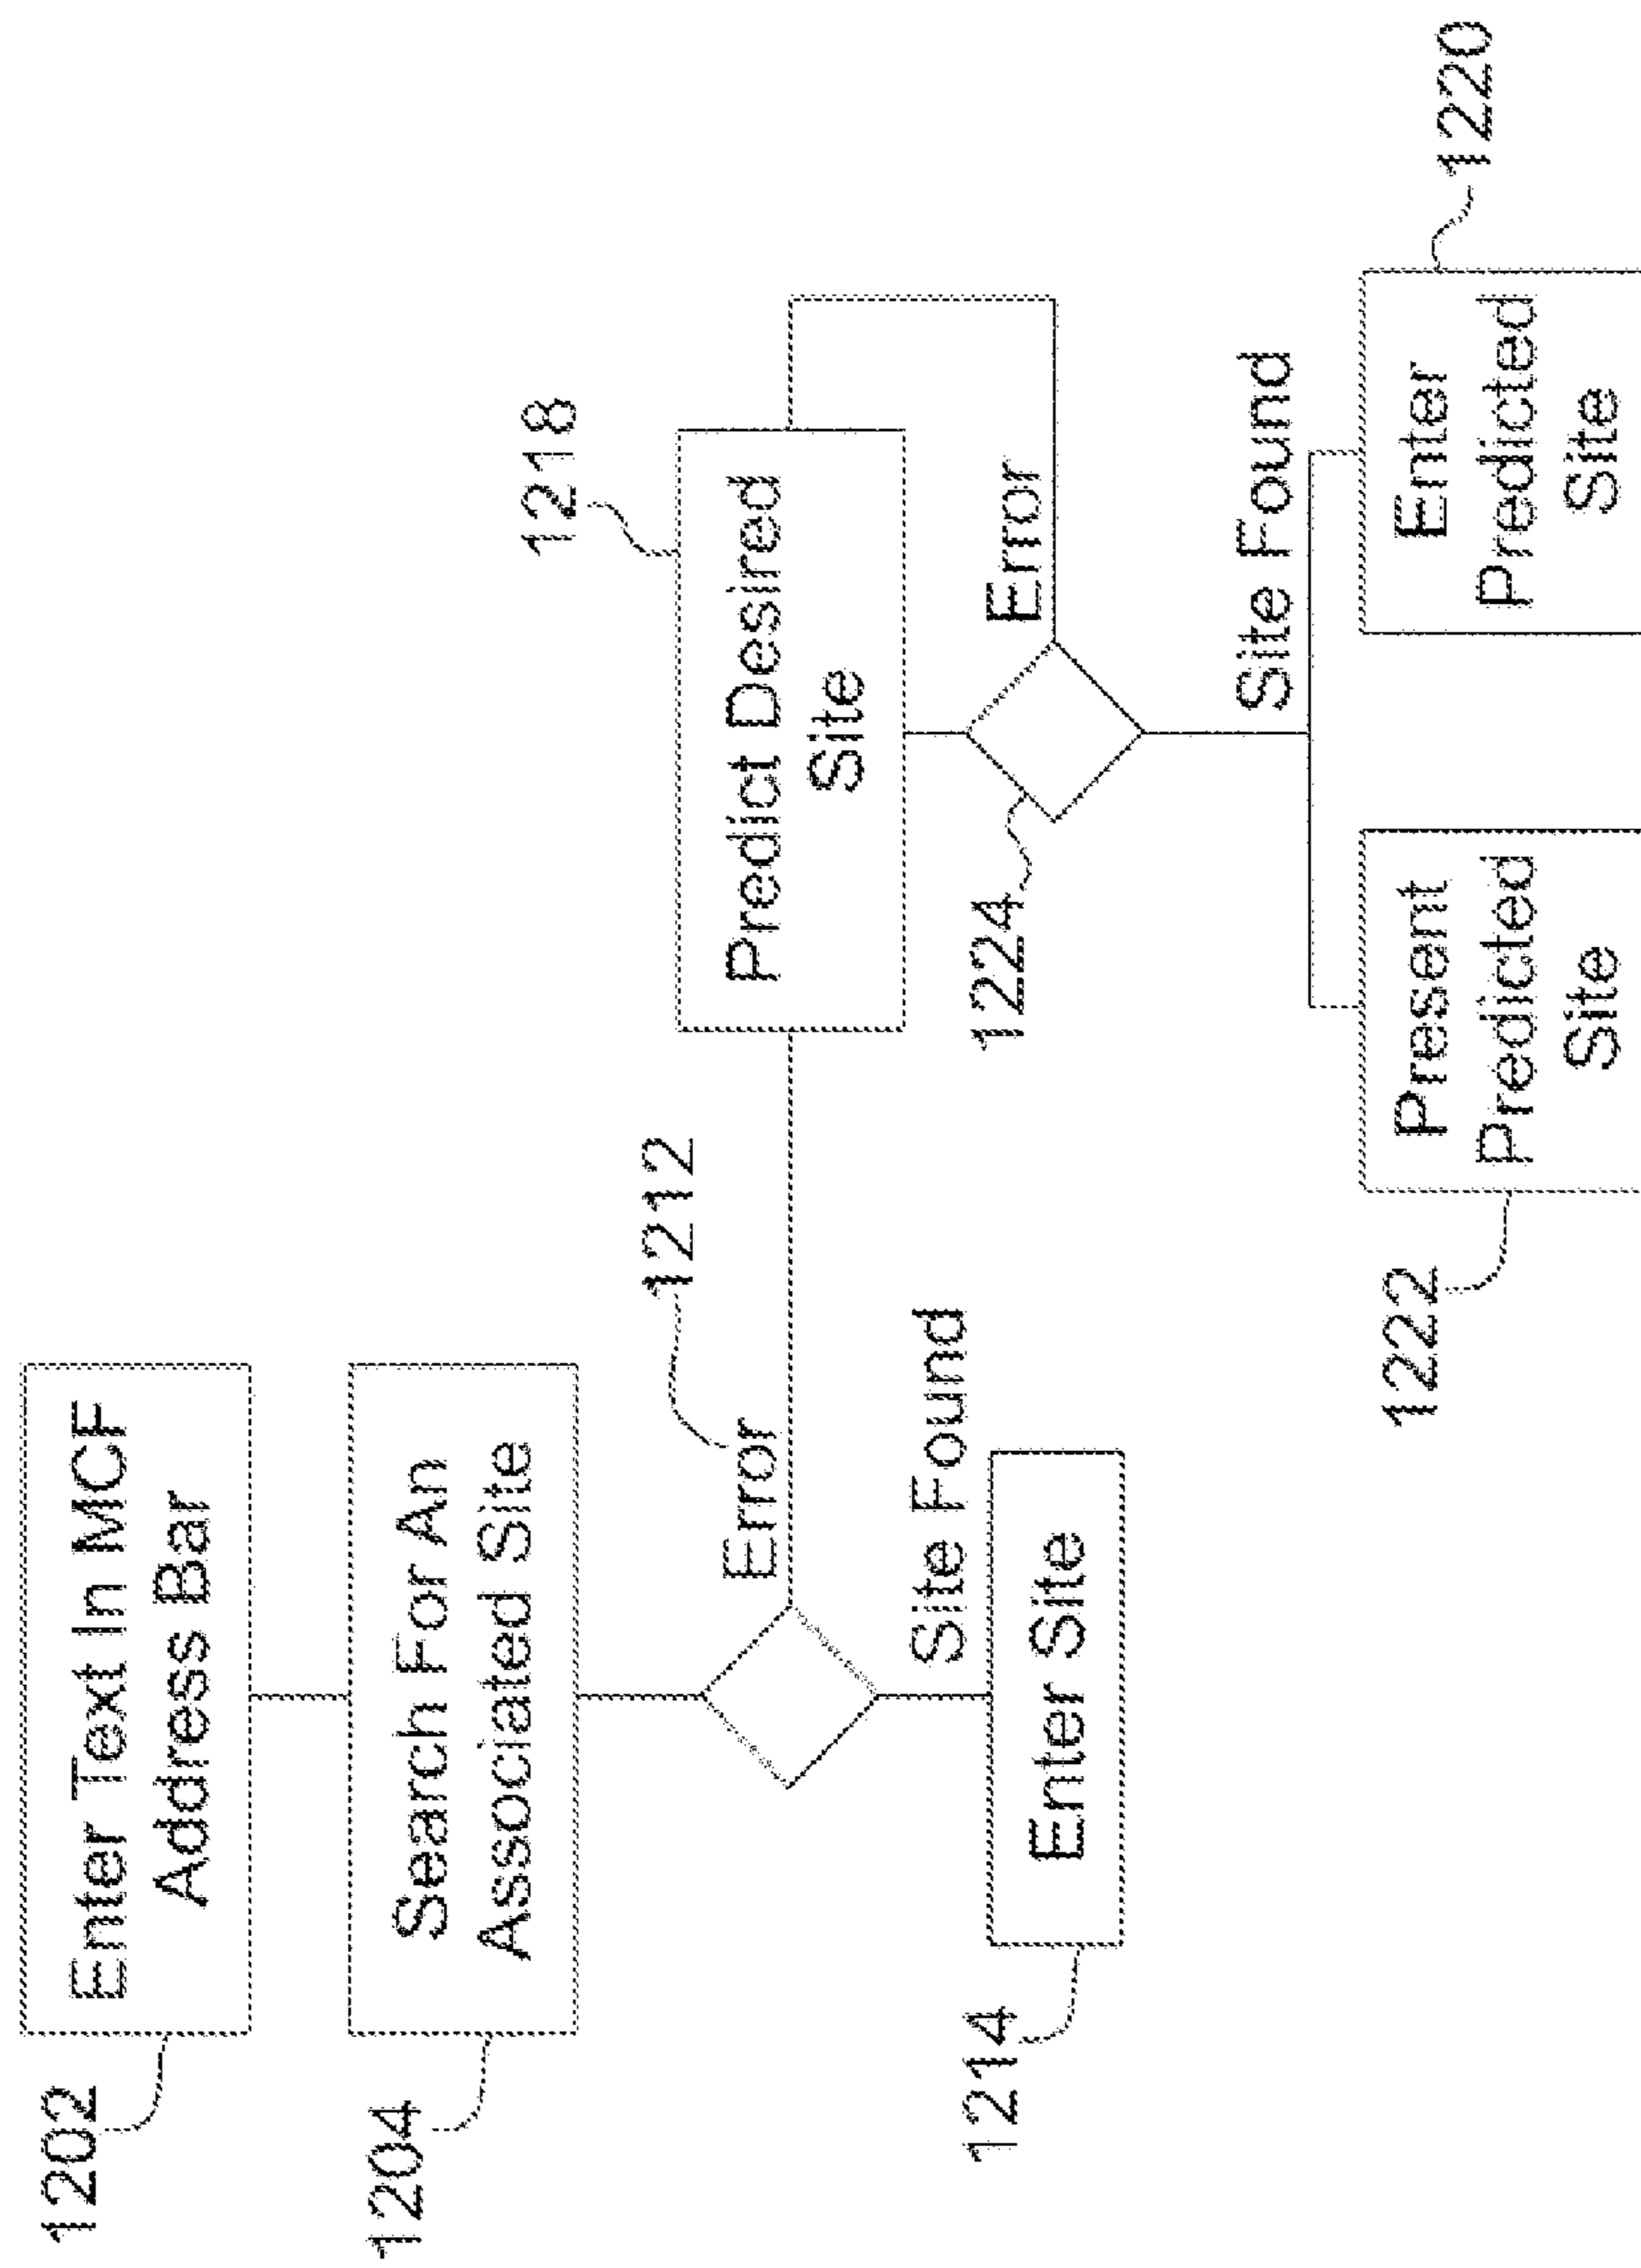 1202
Enter Text In MCF
Address Bar
1204
Search For An
Associated Site
Error
1212
Site Found
1214
Enter Site
1218
Predict Desired
Site
1224
Error
Site Found
1222
Present
Predicted
Site
Enter
Predicted
Site
1220